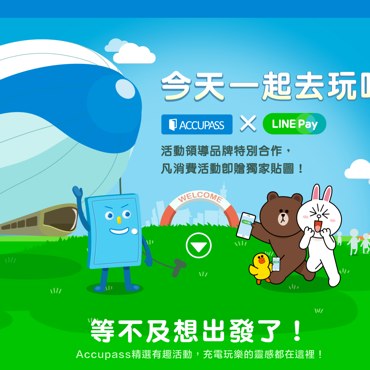 今天一起去玩吧
ACCUPASS × LINE Pay
活動領導品牌特別合作，
凡消費活動即贈獨家貼圖！
WELCOME
等不及想出發了！
Accupass精選有趣活動，充電玩樂的靈感都在這裡！